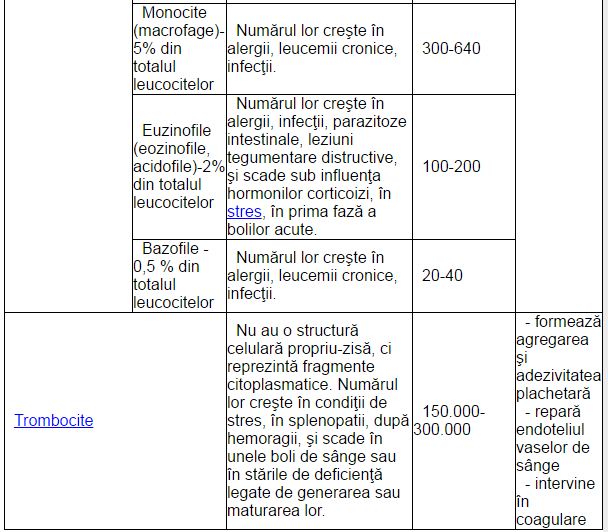 Monocite
(macrofage)-
5% din
totalul
leucocitelor
Numărul lor creşte în
alergii, leucemii cronice,
infecţii.
300-640
Euzinofile
(eozinofile,
acidofile)-2%
din totalul
leucocitelor
Numărul lor creşte în
alergii, infecţii, parazitoze
intestinale, leziuni
tegumentare distructive,
şi scade sub influenţa
hormonilor corticoizi, în
stres, în prima fază a
bolilor acute.
100-200
Bazofile -
0,5 % din
totalul
leucocitelor
Numărul lor creşte în
alergii, leucemii cronice,
infecţii.
20-40
Trombocite
Nu au o structură
celulară propriu-zisă, ci
reprezintă fragmente
citoplasmatice. Numărul
lor creşte în condiţii de
stres, în splenopatii, după
hemoragii, şi scade în
unele boli de sânge sau
în stările de deficienţă
legate de generarea sau
maturarea lor.
150.000-
300.000
- formează
agregarea
şi
adezivitatea
plachetară
- repară
endoteliul
vaselor de
sânge
- intervine
în
coagulare